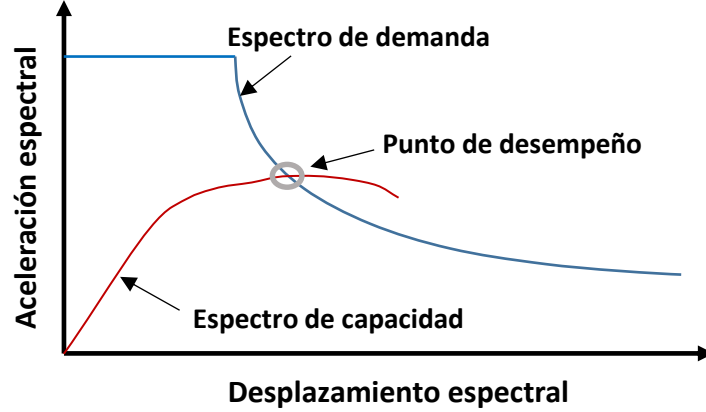 Espectro de demanda
Punto de desempeño
Aceleración espectral
Espectro de capacidad
Desplazamiento espectral